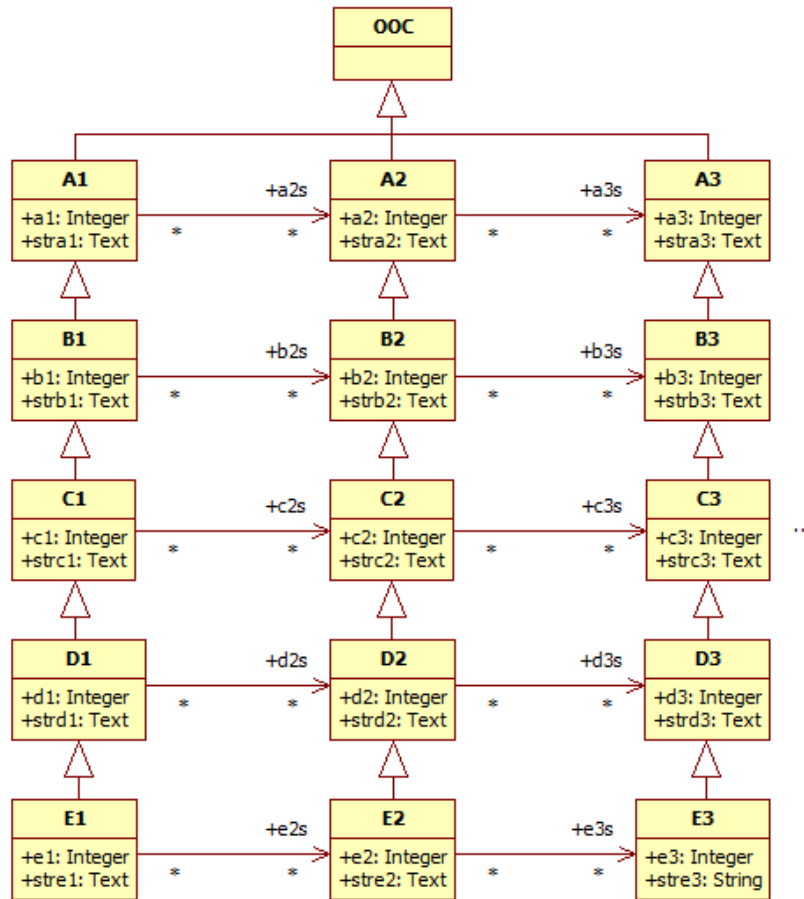 OOC
A1
+a1: Integer
+stra1: Text
+a2s
*
*
A2
+a2: Integer
+stra2: Text
+a3s
*
*
A3
+a3: Integer
+stra3: Text
B1
+b1: Integer
+strb1: Text
+b2s
*
*
B2
+b2: Integer
+strb2: Text
+b3s
*
*
B3
+b3: Integer
+strb3: Text
C1
+c1: Integer
+strc1: Text
+c2s
*
*
C2
+c2: Integer
+strc2: Text
+c3s
*
*
C3
+c3: Integer
+strc3: Text
..
D1
+d1: Integer
+strd1: Text
+d2s
*
*
D2
+d2: Integer
+strd2: Text
+d3s
*
*
D3
+d3: Integer
+strd3: Text
E1
+e1: Integer
+stre1: Text
+e2s
*
*
E2
+e2: Integer
+stre2: Text
+e3s
*
*
E3
+e3: Integer
+stre3: String